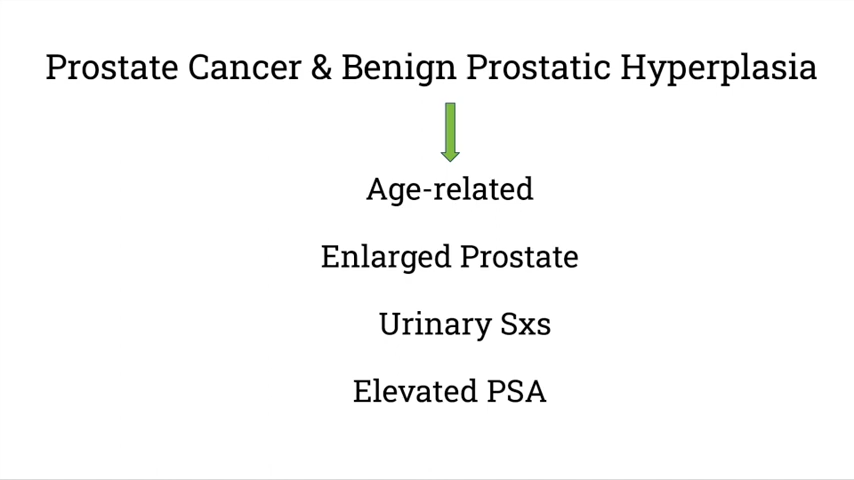 Prostate Cancer & Benign Prostatic Hyperplasia
Age-related
Enlarged Prostate
Urinary Sxs
Elevated PSA